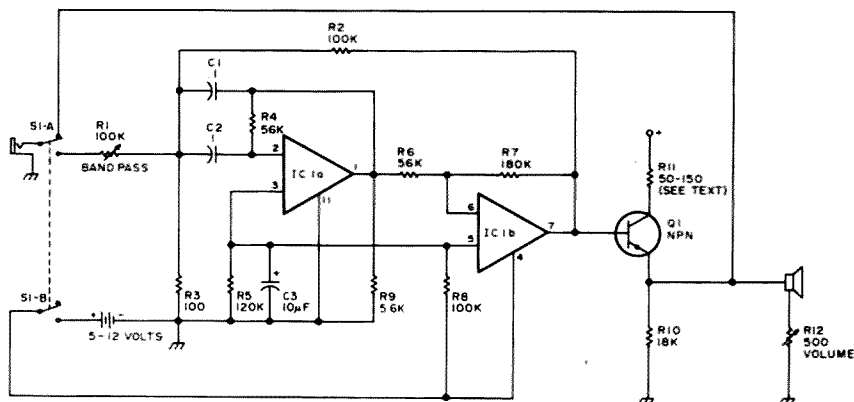 R2
100K
C1
S1-A
R1
100K
BAND PASS
C2
R4
56K
2
3
IC1a
1
11
R6
56K
R7
180K
6
5
IC1b
7
4
+
R11
50-150
(SEE TEXT)
Q1
NPN
S1-B
+ -
5-12 VOLTS
R3
100
R5
120K
+
C3
10µF
R9
5.6K
R8
100K
R10
18K
R12
500
VOLUME